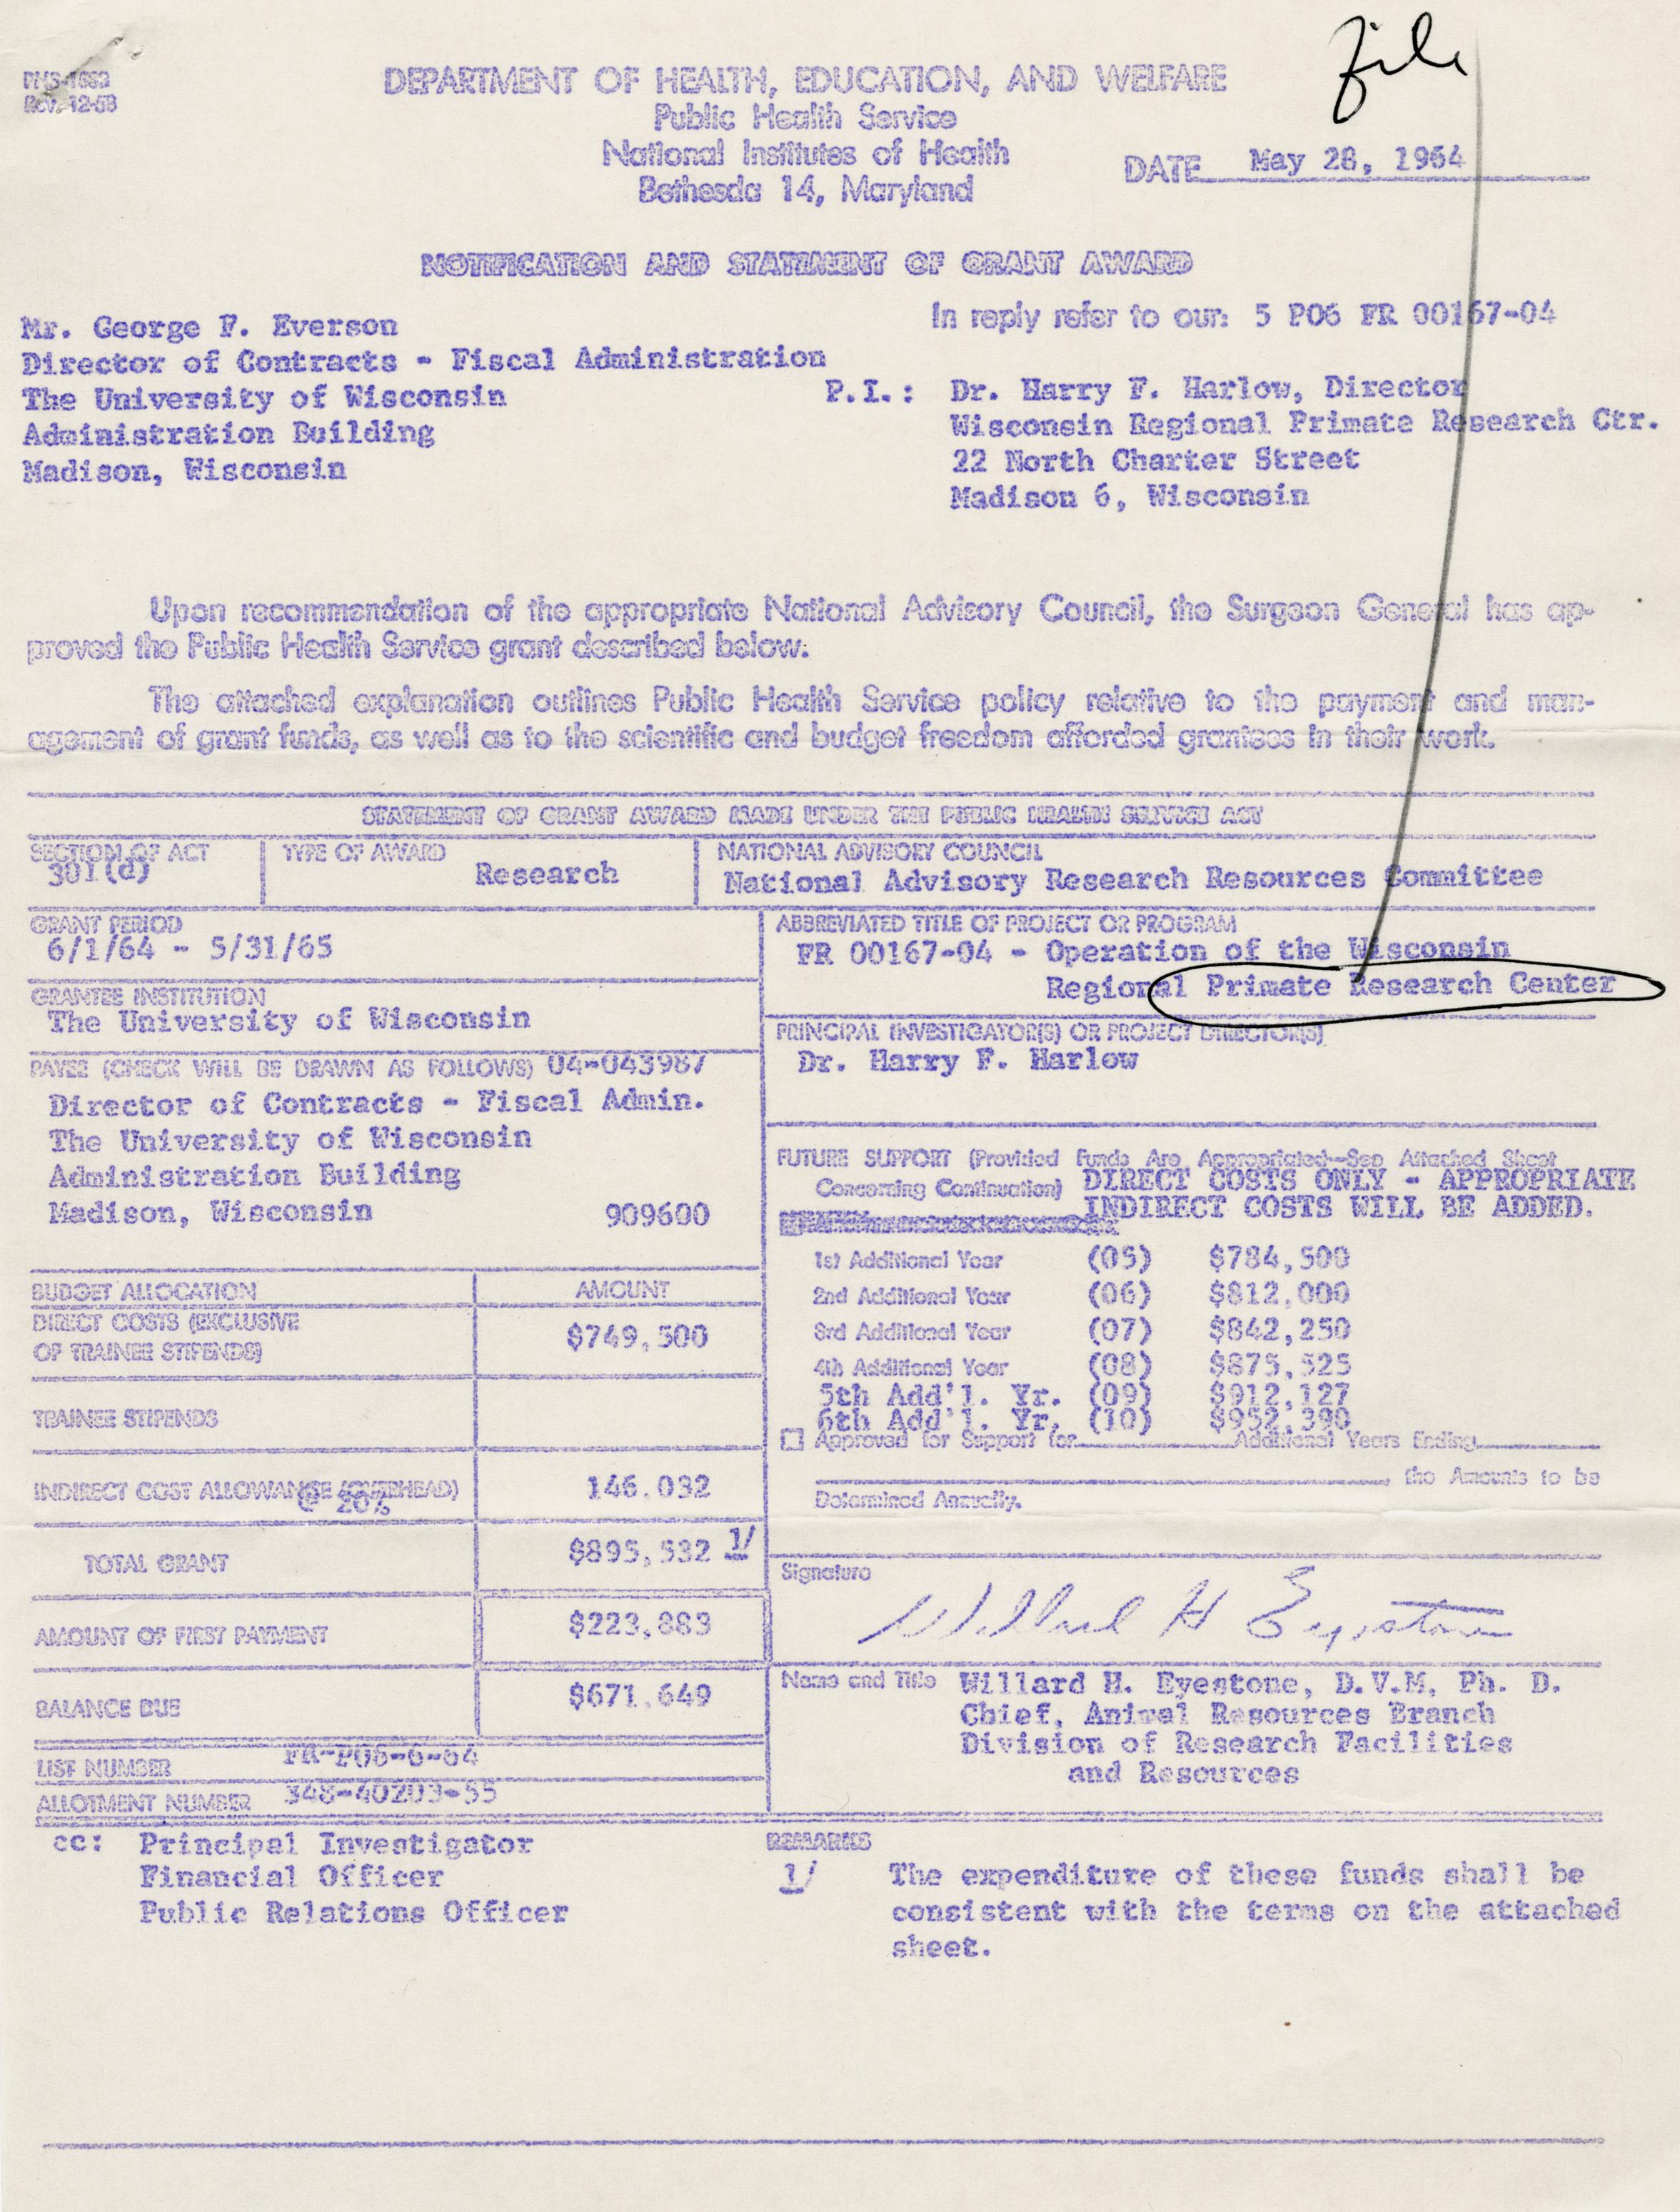 file
PHS-1683
Rev. 12-58
DEPARTMENT OF HEALTH, EDUCATION, AND WELFARE
Public Health Service
National Institutes of Health
Bethesda 14, Maryland
DATE May 28, 1964
NOTIFICATION AND STATEMENT OF GRANT AWARD
In reply refer to our: 5 P06 FR 00167-04
Mr. George F. Everson
Director of Contracts - Fiscal Administration
The University of Wisconsin
Administration Building
Madison, Wisconsin
P.I.: Dr. Harry F. Harlow, Director
Wisconsin Regional Primate Research Ctr.
22 North Charter Street
Madison 6, Wisconsin
Upon recommendation of the appropriate National Advisory Council, the Surgeon General has ap-
proved the Public Health Service grant described below:
The attached explanation outlines Public Health Service policy relative to the payment and man-
agement of grant funds, as well as to the scientific and budget freedom afforded grantees in their work.
STATEMENT OF GRANT AWARD MADE UNDER THE PUBLIC HEALTH SERVICE ACT
SECTION OF ACT
301(d)
TYPE OF AWARD
Research
NATIONAL ADVISORY COUNCIL
National Advisory Research Resources Committee
GRANT PERIOD
6/1/64 - 5/31/65
ABBREVIATED TITLE OF PROJECT OR PROGRAM
FR 00167-04 - Operation of the Wisconsin
Regional Primate Research Center
GRANTEE INSTITUTION
The University of Wisconsin
PRINCIPAL INVESTIGATOR(S) OR PROJECT DIRECTOR(S)
Dr. Harry F. Harlow
PAYEE (CHECK WILL BE DRAWN AS FOLLOWS) 04-043987
Director of Contracts - Fiscal Admin.
The University of Wisconsin
Administration Building
Madison, Wisconsin 909600
FUTURE SUPPORT (Provided Funds Are Appropriated--See Attached Sheet
Concerning Continuation) DIRECT COSTS ONLY - APPROPRIATE
INDIRECT COSTS WILL BE ADDED.
1st Additional Year (05) $784,500
2nd Additional Year (06) $812,000
3rd Additional Year (07) $842,250
4th Additional Year (08) $875,525
5th Add'l. Yr. (09) $912,127
6th Add'l. Yr. (10) $952,390
Approved for Support for Additional Years Ending
, the Amounts to be
Determined Annually.
BUDGET ALLOCATION AMOUNT
DIRECT COSTS (EXCLUSIVE
OF TRAINEE STIPENDS) $749,500
TRAINEE STIPENDS
INDIRECT COST ALLOWANCE (OVERHEAD) 146.032
@ 20%
TOTAL GRANT $895,532 1/
AMOUNT OF FIRST PAYMENT $223,883
BALANCE DUE $671.649
LIST NUMBER FR-P06-6-64
ALLOTMENT NUMBER 348-40203-55
Signature
Willard H Eyestone
Name and Title Willard H. Eyestone, D.V.M, Ph. D.
Chief, Animal Resources Branch
Division of Research Facilities
and Resources
cc: Principal Investigator
Financial Officer
Public Relations Officer
REMARKS
1/ The expenditure of these funds shall be
consistent with the terms on the attached
sheet.